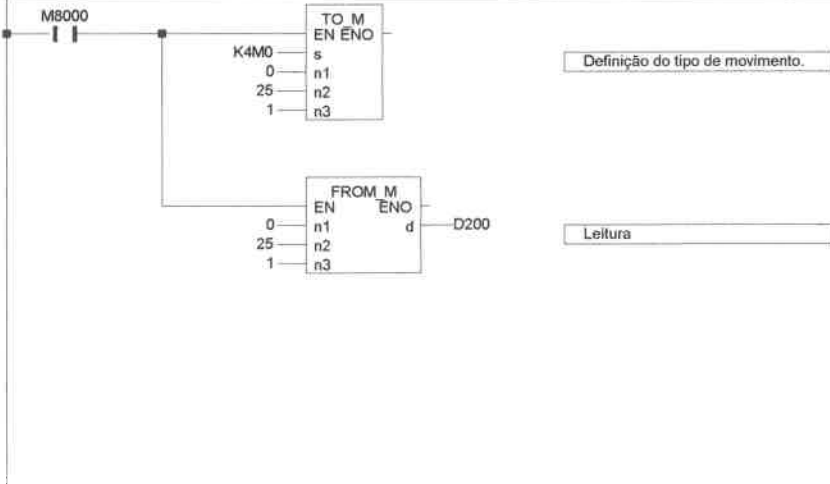 M8000
TO_M
EN ENO
K4M0 s
0 n1
25 n2
1 n3
Definição do tipo de movimento.
FROM_M
EN ENO
0 n1 d D200
25 n2
1 n3
Leitura